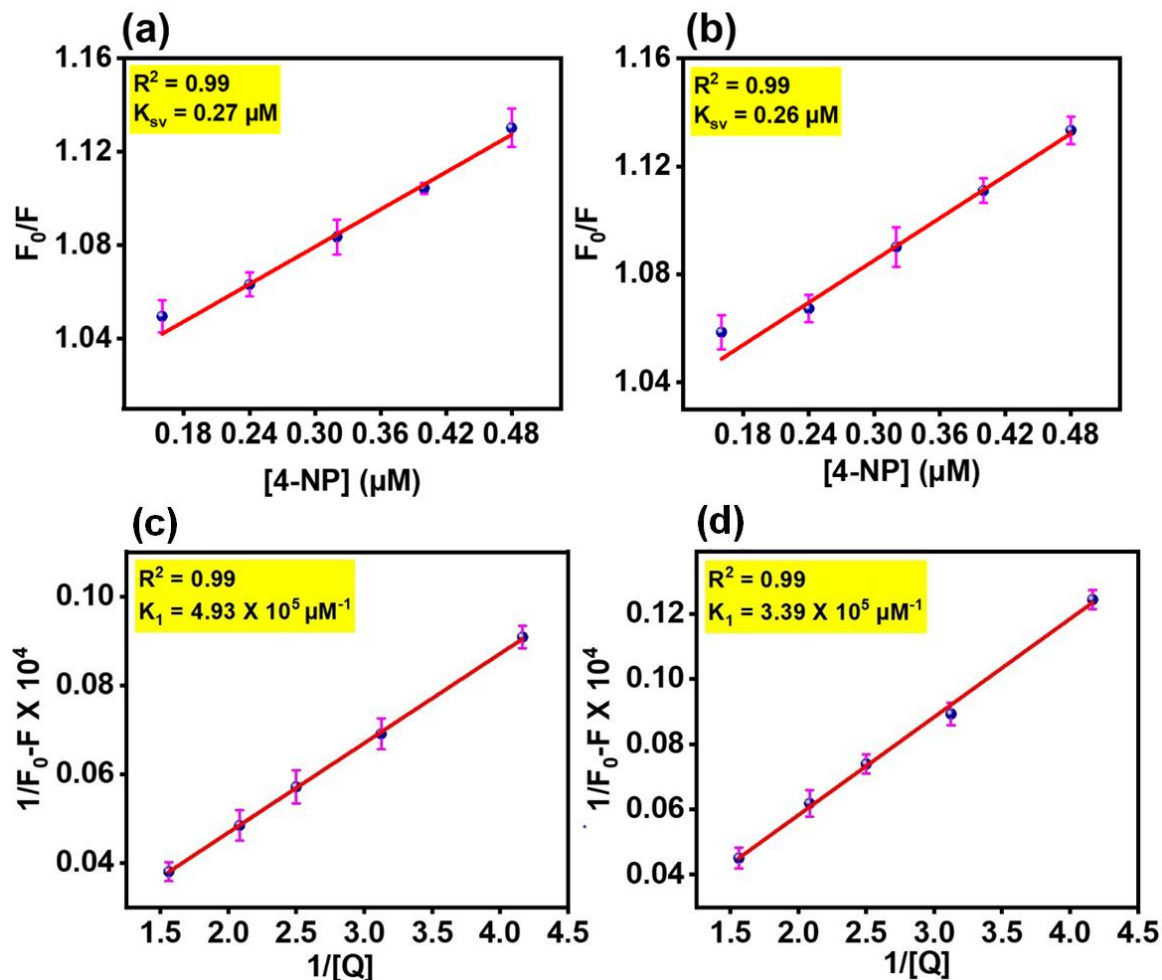 (a)
R² = 0.99
Kₛᵥ = 0.27 µM
F₀/F
1.16
1.12
1.08
1.04
0.18 0.24 0.30 0.36 0.42 0.48
[4-NP] (µM)
(b)
R² = 0.99
Kₛᵥ = 0.26 µM
F₀/F
1.16
1.12
1.08
1.04
0.18 0.24 0.30 0.36 0.42 0.48
[4-NP] (µM)
(c)
R² = 0.99
K₁ = 4.93 X 10⁵ µM⁻¹
1/F₀-F X 10⁴
0.10
0.08
0.06
0.04
1.5 2.0 2.5 3.0 3.5 4.0 4.5
1/[Q]
(d)
R² = 0.99
K₁ = 3.39 X 10⁵ µM⁻¹
1/F₀-F X 10⁴
0.12
0.10
0.08
0.06
0.04
1.5 2.0 2.5 3.0 3.5 4.0 4.5
1/[Q]